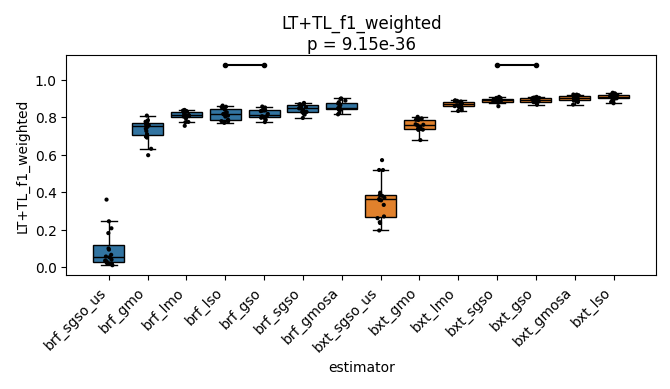 LT+TL_f1_weighted
p = 9.15e-36
LT+TL_f1_weighted
1.0
0.8
0.6
0.4
0.2
0.0
brf_sgso_us
brf_gmo
brf_lmo
brf_lso
brf_gso
brf_sgso
brf_gmosa
bxt_sgso_us
bxt_gmo
bxt_lmo
bxt_sgso
bxt_gso
bxt_gmosa
bxt_lso
estimator